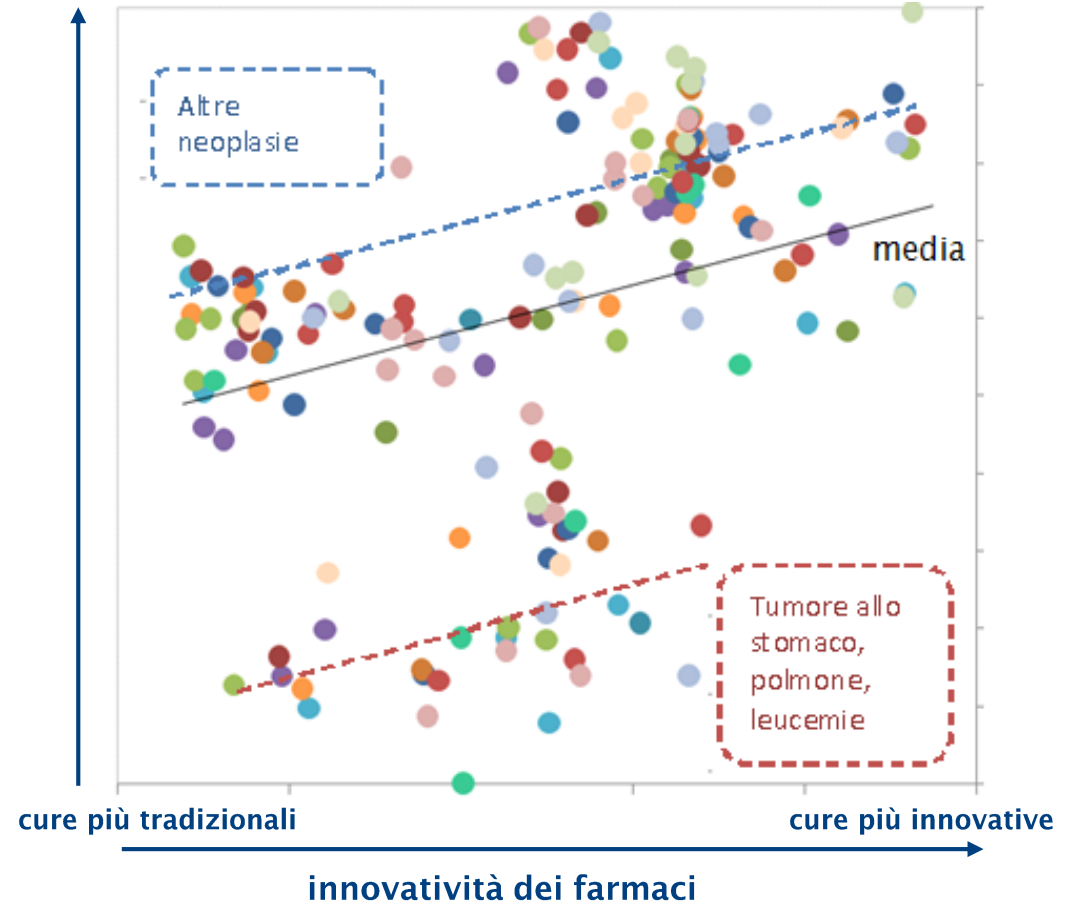 Altre
neoplasie
media
Tumore allo
stomaco,
polmone,
leucemie
cure più tradizionali
cure più innovative
innovatività dei farmaci